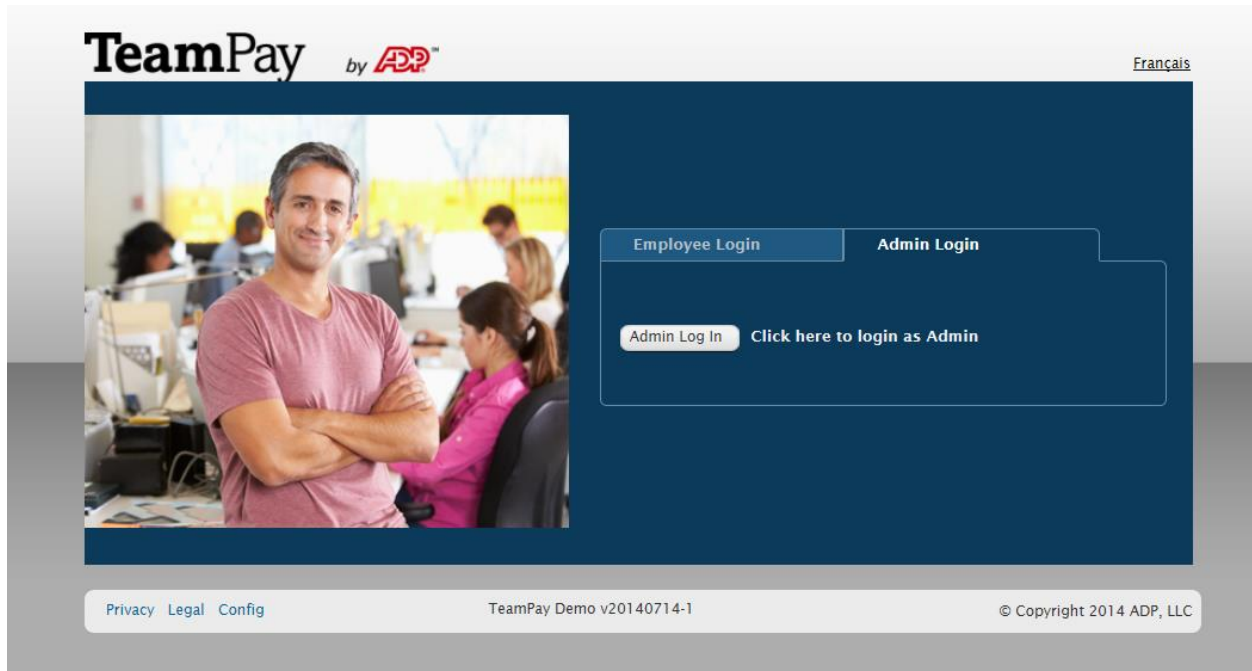 TeamPay by ADP™
Français
Employee Login Admin Login
Admin Log In Click here to login as Admin
Privacy Legal Config TeamPay Demo v20140714-1 © Copyright 2014 ADP, LLC